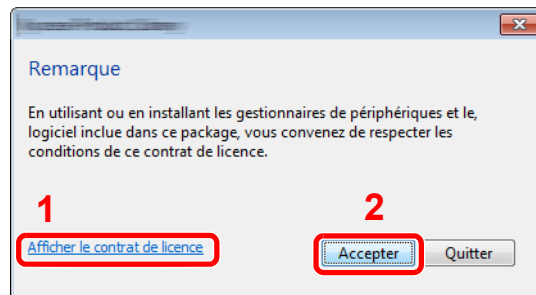 Remarque
En utilisant ou en installant les gestionnaires de périphériques et le,
logiciel inclue dans ce package, vous convenez de respecter les
conditions de ce contrat de licence.
1
2
Afficher le contrat de licence
Accepter
Quitter